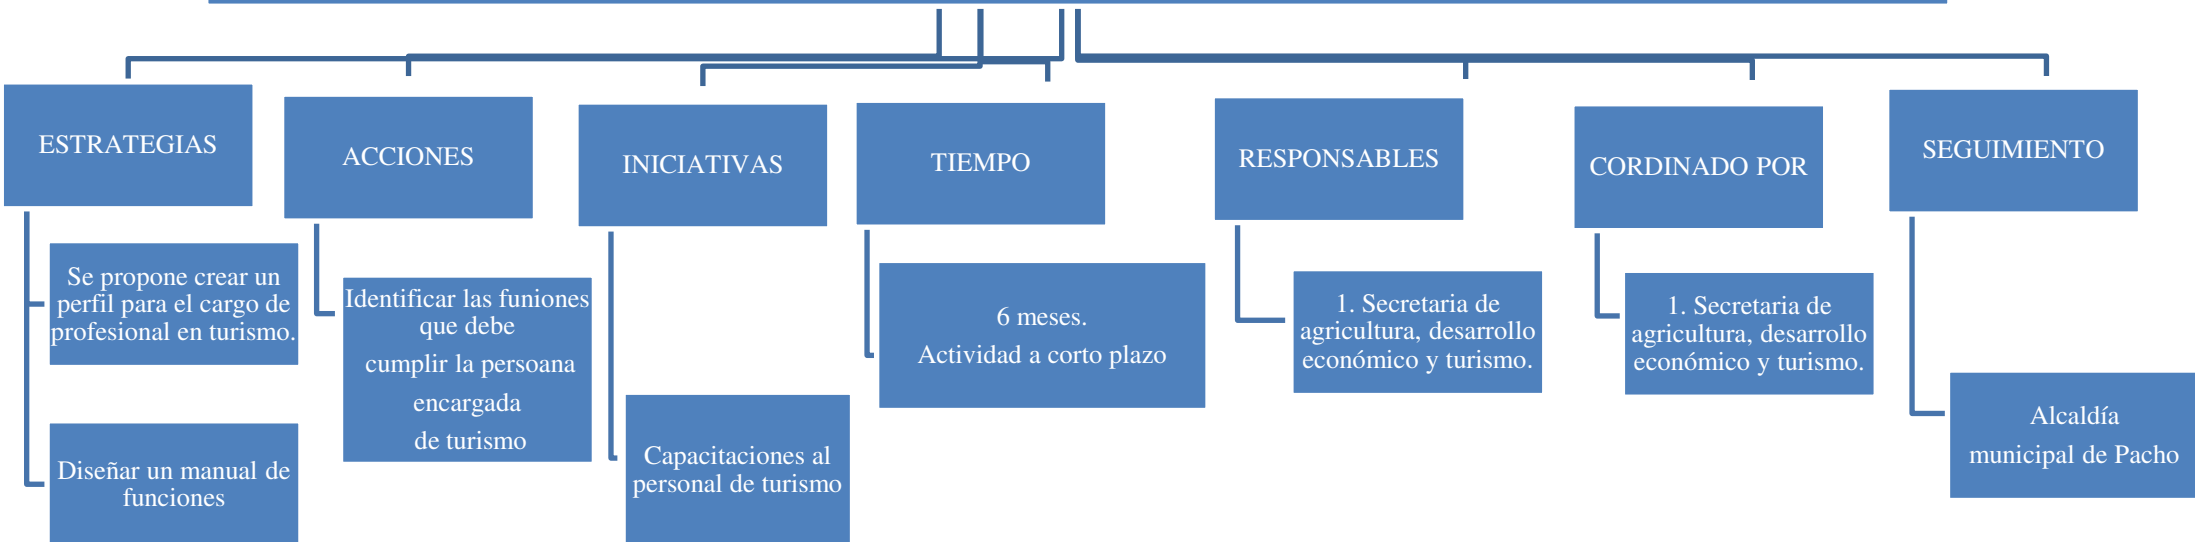 ESTRATEGIAS
Se propone crear un
perfil para el cargo de
profesional en turismo.
Diseñar un manual de
funciones
ACCIONES
Identificar las funiones
que debe
cumplir la persoana
encargada
de turismo
INICIATIVAS
Capacitaciones al
personal de turismo
TIEMPO
6 meses.
Actividad a corto plazo
RESPONSABLES
1. Secretaria de
agricultura, desarrollo
económico y turismo.
CORDINADO POR
1. Secretaria de
agricultura, desarrollo
económico y turismo.
SEGUIMIENTO
Alcaldía
municipal de Pacho